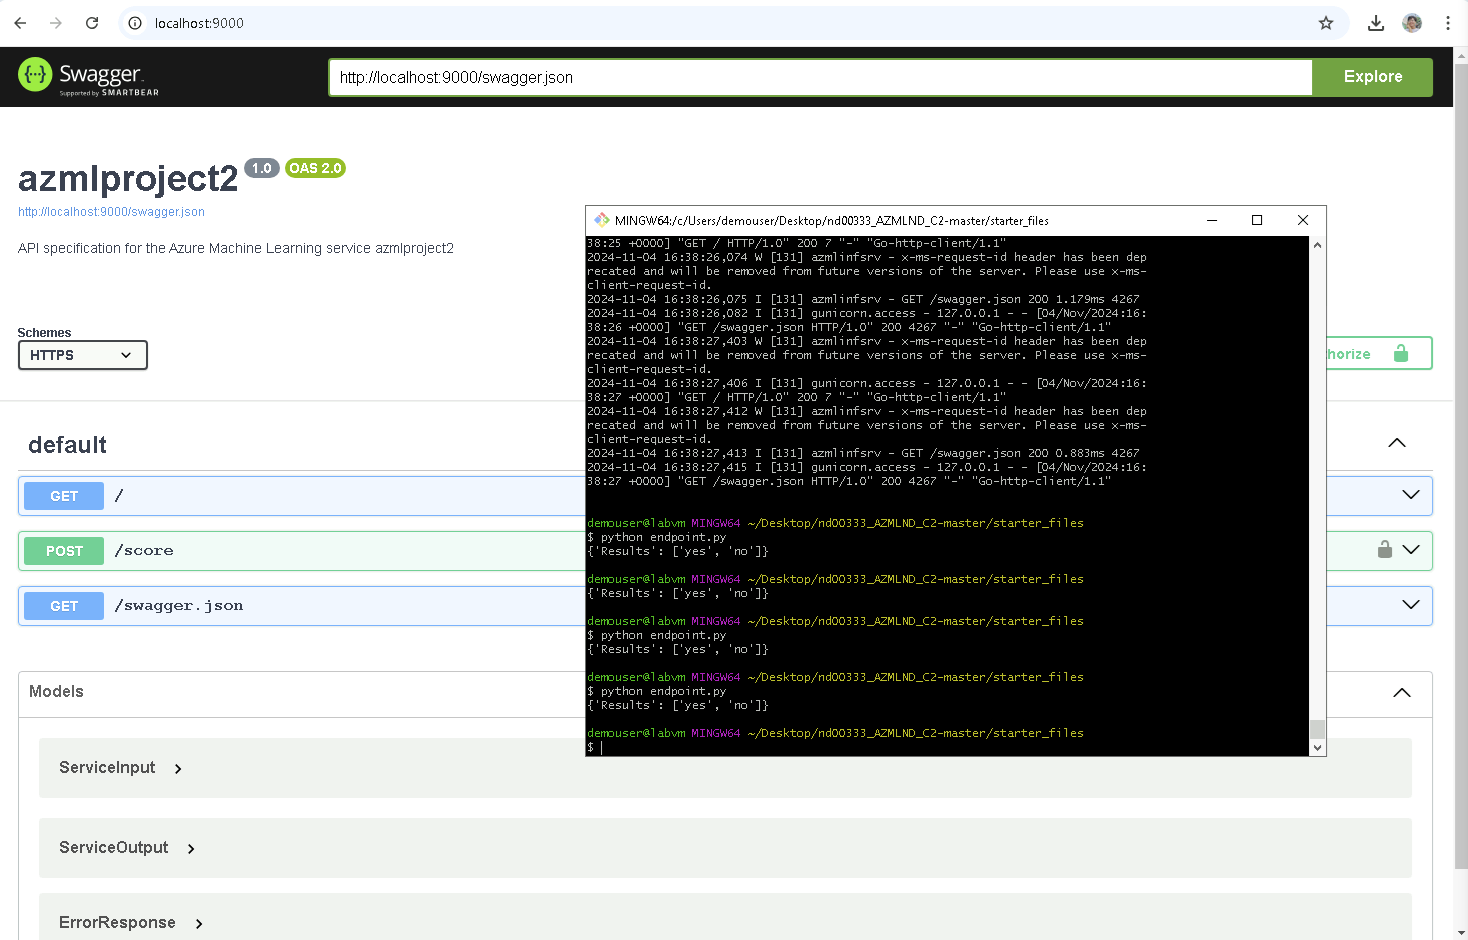 localhost:9000
Swagger.
Supported by SMARTBEAR
http://localhost:9000/swagger.json
Explore
azmlproject2 1.0 OAS 2.0
http://localhost:9000/swagger.json
API specification for the Azure Machine Learning service azmlproject2
Schemes
HTTPS
horize
default
GET /
POST /score
GET /swagger.json
Models
ServiceInput
ServiceOutput
ErrorResponse
MINGW64:/c/Users/demouser/Desktop/nd00333_AZMLND_C2-master/starter_files
38:25 +0000] "GET / HTTP/1.0" 200 7 "-" "Go-http-client/1.1"
2024-11-04 16:38:26,074 W [131] azmlinfsrv - x-ms-request-id header has been dep
recated and will be removed from future versions of the server. Please use x-ms-
client-request-id.
2024-11-04 16:38:26,075 I [131] azmlinfsrv - GET /swagger.json 200 1.179ms 4267
2024-11-04 16:38:26,082 I [131] gunicorn.access - 127.0.0.1 - - [04/Nov/2024:16:
38:26 +0000] "GET /swagger.json HTTP/1.0" 200 4267 "-" "Go-http-client/1.1"
2024-11-04 16:38:27,403 W [131] azmlinfsrv - x-ms-request-id header has been dep
recated and will be removed from future versions of the server. Please use x-ms-
client-request-id.
2024-11-04 16:38:27,406 I [131] gunicorn.access - 127.0.0.1 - - [04/Nov/2024:16:
38:27 +0000] "GET / HTTP/1.0" 200 7 "-" "Go-http-client/1.1"
2024-11-04 16:38:27,412 W [131] azmlinfsrv - x-ms-request-id header has been dep
recated and will be removed from future versions of the server. Please use x-ms-
client-request-id.
2024-11-04 16:38:27,413 I [131] azmlinfsrv - GET /swagger.json 200 0.883ms 4267
2024-11-04 16:38:27,415 I [131] gunicorn.access - 127.0.0.1 - - [04/Nov/2024:16:
38:27 +0000] "GET /swagger.json HTTP/1.0" 200 4267 "-" "Go-http-client/1.1"
demouser@labvm MINGW64 ~/Desktop/nd00333_AZMLND_C2-master/starter_files
$ python endpoint.py
{'Results': ['yes', 'no']}
demouser@labvm MINGW64 ~/Desktop/nd00333_AZMLND_C2-master/starter_files
{'Results': ['yes', 'no']}
demouser@labvm MINGW64 ~/Desktop/nd00333_AZMLND_C2-master/starter_files
$ python endpoint.py
{'Results': ['yes', 'no']}
demouser@labvm MINGW64 ~/Desktop/nd00333_AZMLND_C2-master/starter_files
$ python endpoint.py
{'Results': ['yes', 'no']}
demouser@labvm MINGW64 ~/Desktop/nd00333_AZMLND_C2-master/starter_files
$